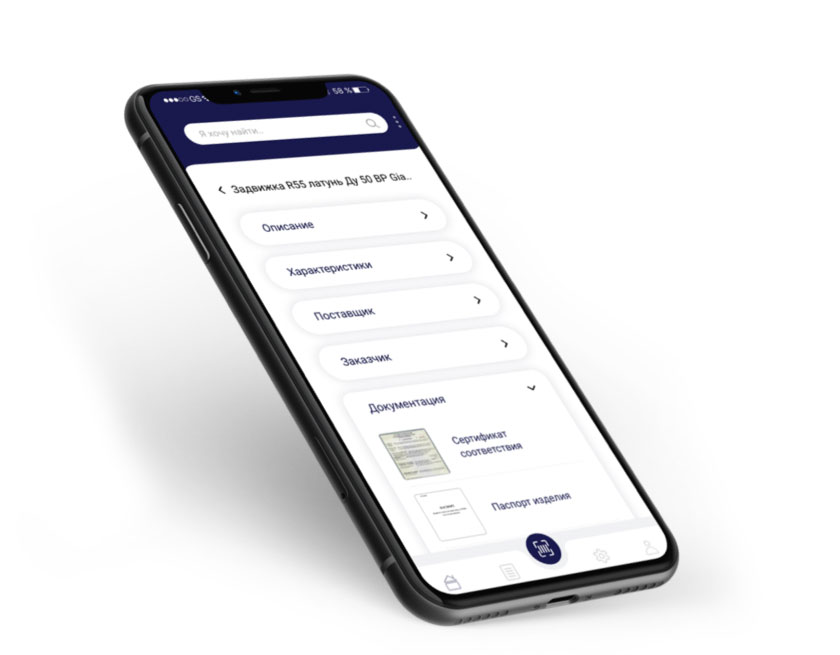 58 %
Я хочу найти...
Задвижка R55 латунь Ду 50 ВР Gia...
Описание
Характеристики
Поставщик
Заказчик
Документация
Сертификат
соответствия
Паспорт изделия